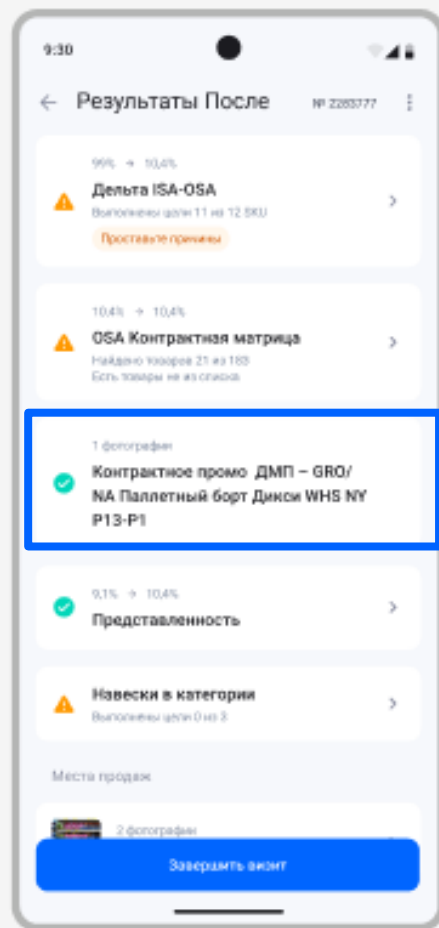 9:30
Результаты После
№ 2283777
99% → 10,4%
Дельта ISA-OSA
Выполнены цели 11 из 12 SKU
Проставьте причины
10,4% → 10,4%
OSA Контрактная матрица
Найдено товаров 21 из 183
Есть товары не из списка
1 фотографии
Контрактное промо ДМП – GRO/
NA Паллетный борт Дикси WHS NY
P13-P1
9,1% → 10,4%
Представленность
Навески в категории
Выполнены цели 0 из 3
Места продаж
2 фотографии
Завершить визит